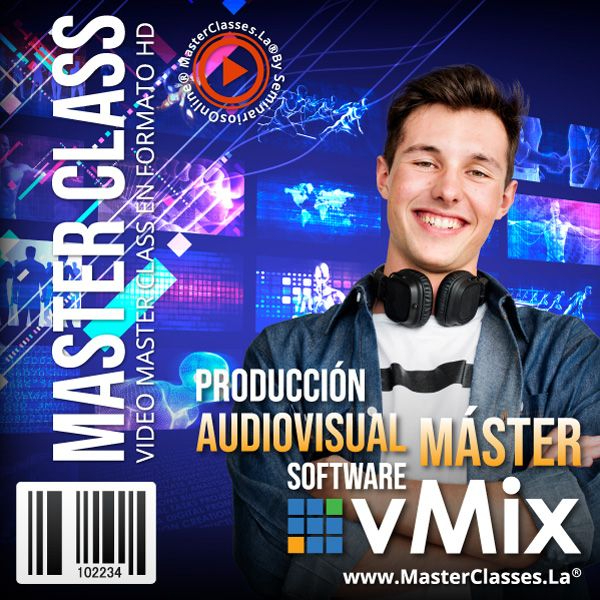 MASTER CLASS
VIDEO MASTERCLASS EN FORMATO HD
MasterClasses.La®By SeminariosOnline®
PRODUCCIÓN
AUDIOVISUAL MÁSTER
SOFTWARE
vMix
102234
www.MasterClasses.La®